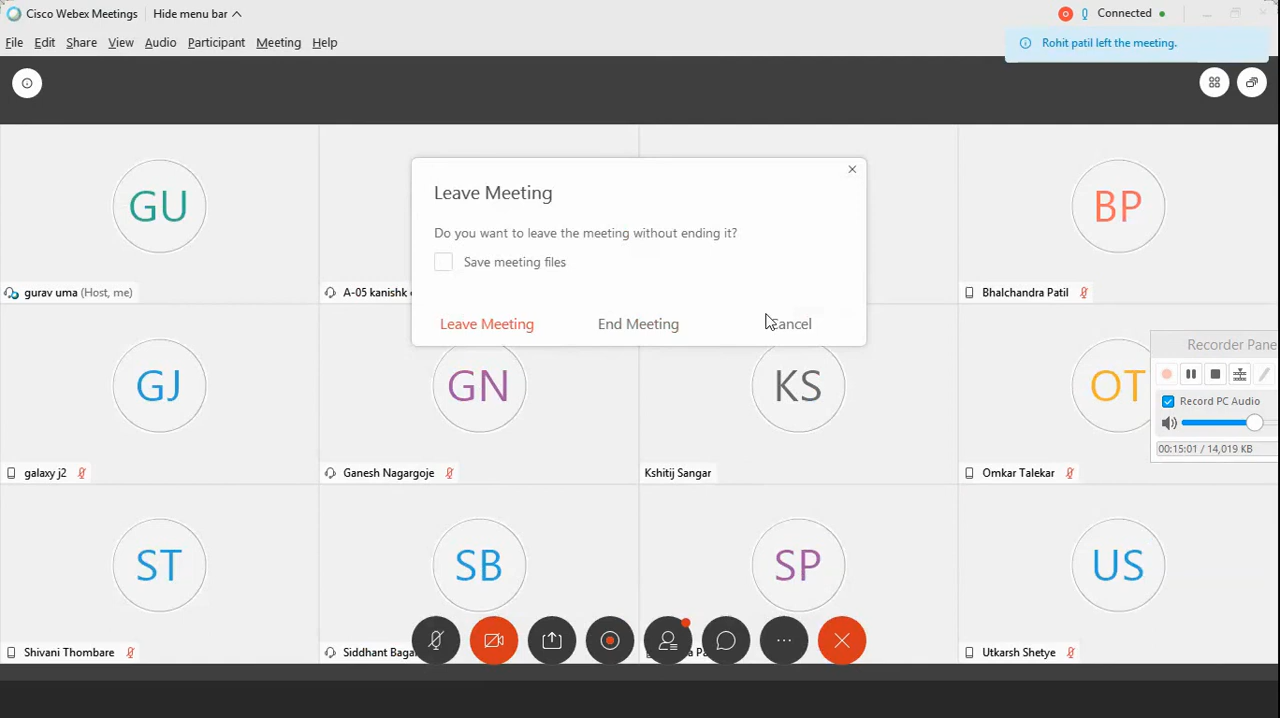 Cisco Webex Meetings Hide menu bar Connected
File Edit Share View Audio Participant Meeting Help
Rohit patil left the meeting.
GU
BP
Leave Meeting
Do you want to leave the meeting without ending it?
Save meeting files
Leave Meeting End Meeting Cancel
gurav uma (Host, me)
A-05 kanishk
Bhalchandra Patil
GJ
GN
KS
OT
Recorder Pane
Record PC Audio
00:15:01 / 14,019 KB
galaxy j2
Ganesh Nagargoje
Kshitij Sangar
Omkar Talekar
ST
SB
SP
US
Shivani Thombare
Siddhant
Utkarsh Shetye